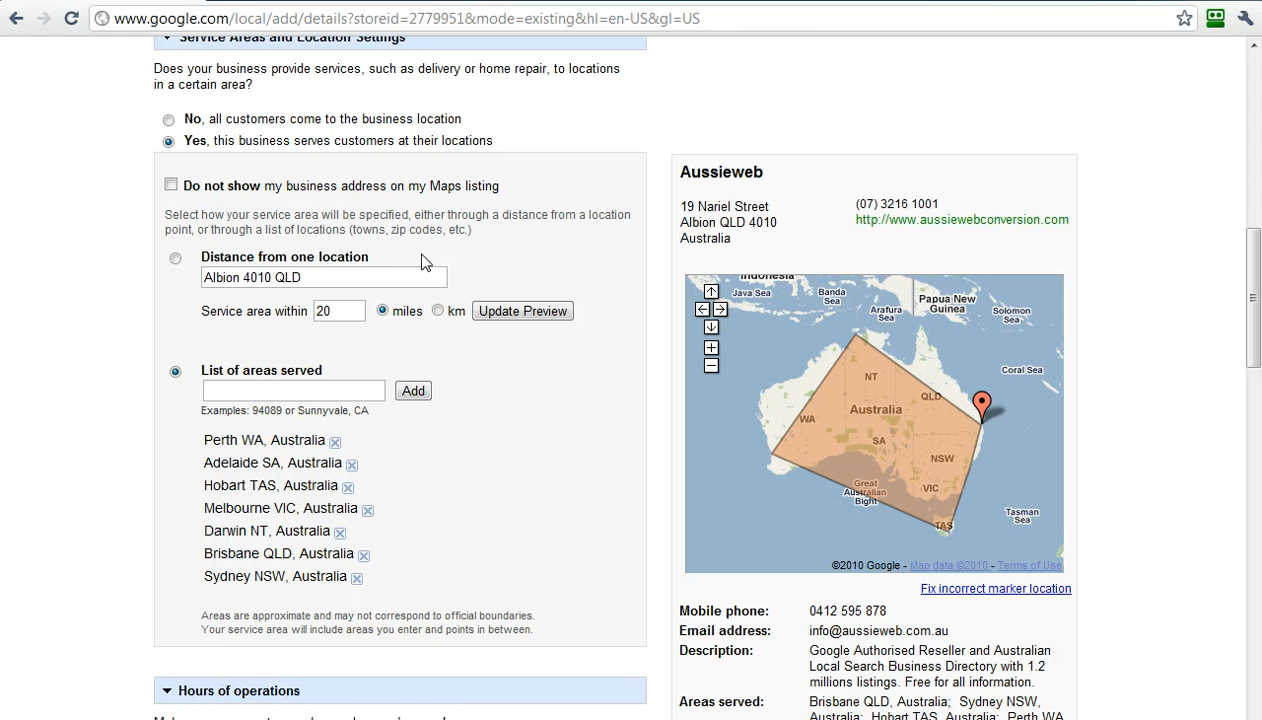 www.google.com/local/add/details?storeid=2779951&mode=existing&hl=en-US&gl=US
Service Areas and Location Settings
Does your business provide services, such as delivery or home repair, to locations
in a certain area?
No, all customers come to the business location
Yes, this business serves customers at their locations
Do not show my business address on my Maps listing
Select how your service area will be specified, either through a distance from a location
point, or through a list of locations (towns, zip codes, etc.)
Distance from one location
Albion 4010 QLD
Service area within 20 miles km Update Preview
List of areas served
Add
Examples: 94089 or Sunnyvale, CA
Perth WA, Australia
Adelaide SA, Australia
Hobart TAS, Australia
Melbourne VIC, Australia
Darwin NT, Australia
Brisbane QLD, Australia
Sydney NSW, Australia
Areas are approximate and may not correspond to official boundaries.
Your service area will include areas you enter and points in between.
Hours of operations
Aussieweb
19 Nariel Street
Albion QLD 4010
Australia
(07) 3216 1001
http://www.aussiewebconversion.com
Indonesia
Java Sea
Banda
Sea
Arafura
Sea
Papua New
Guinea
Solomon
Sea
Coral Sea
NT
QLD
WA
Australia
SA
NSW
Great
Australian
Bight
VIC
TAS
Tasman
Sea
©2010 Google - Map data ©2010 - Terms of Use
Fix incorrect marker location
Mobile phone: 0412 595 878
Email address: info@aussieweb.com.au
Description: Google Authorised Reseller and Australian
Local Search Business Directory with 1.2
millions listings. Free for all information.
Areas served: Brisbane QLD, Australia; Sydney NSW,
Australia; Hobart TAS, Australia; Perth WA